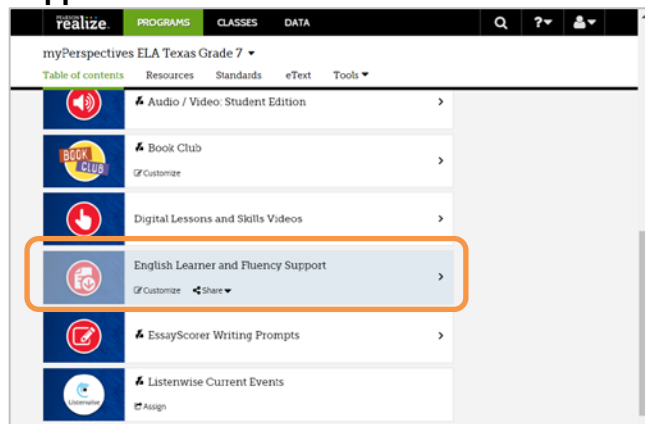 PEARSON
realize.
PROGRAMS CLASSES DATA
?
myPerspectives ELA Texas Grade 7
Table of contents Resources Standards eText Tools
Audio / Video: Student Edition
BOOK
CLUB
Book Club
Customize
Digital Lessons and Skills Videos
English Learner and Fluency Support
Customize Share
EssayScorer Writing Prompts
Listenwise
Listenwise Current Events
Assign